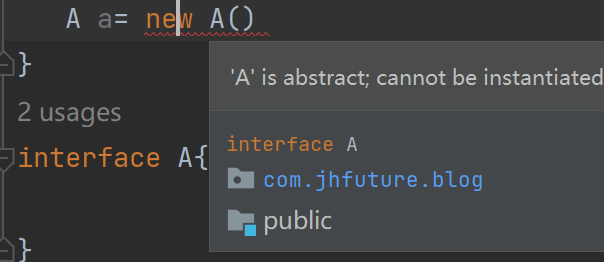 A a= new A()
}
'A' is abstract; cannot be instantiated
2 usages
interface A{
interface A
com.jhfuture.blog
public
}